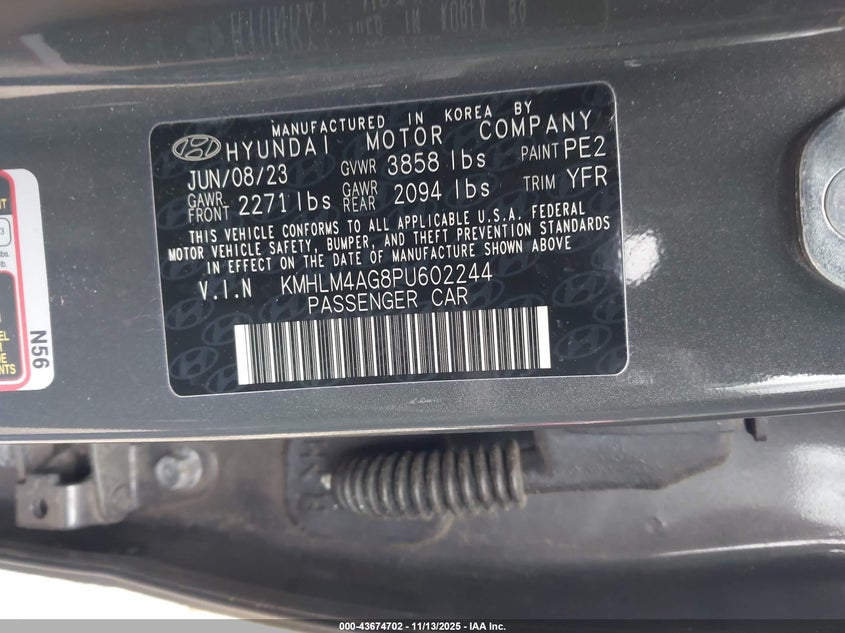 MANUFACTURED IN KOREA BY
HYUNDAI MOTOR COMPANY
JUN/08/23 GVWR 3858 lbs PAINT PE2
GAWR FRONT 2271 lbs GAWR REAR 2094 lbs TRIM YFR
THIS VEHICLE CONFORMS TO ALL APPLICABLE U.S.A. FEDERAL
MOTOR VEHICLE SAFETY, BUMPER, AND THEFT PREVENTION STANDARDS
IN EFFECT ON THE DATE OF MANUFACTURE SHOWN ABOVE
V.I.N KMHLM4AG8PU602244
PASSENGER CAR
N56
000-43674702 - 11/13/2025 - IAA Inc.